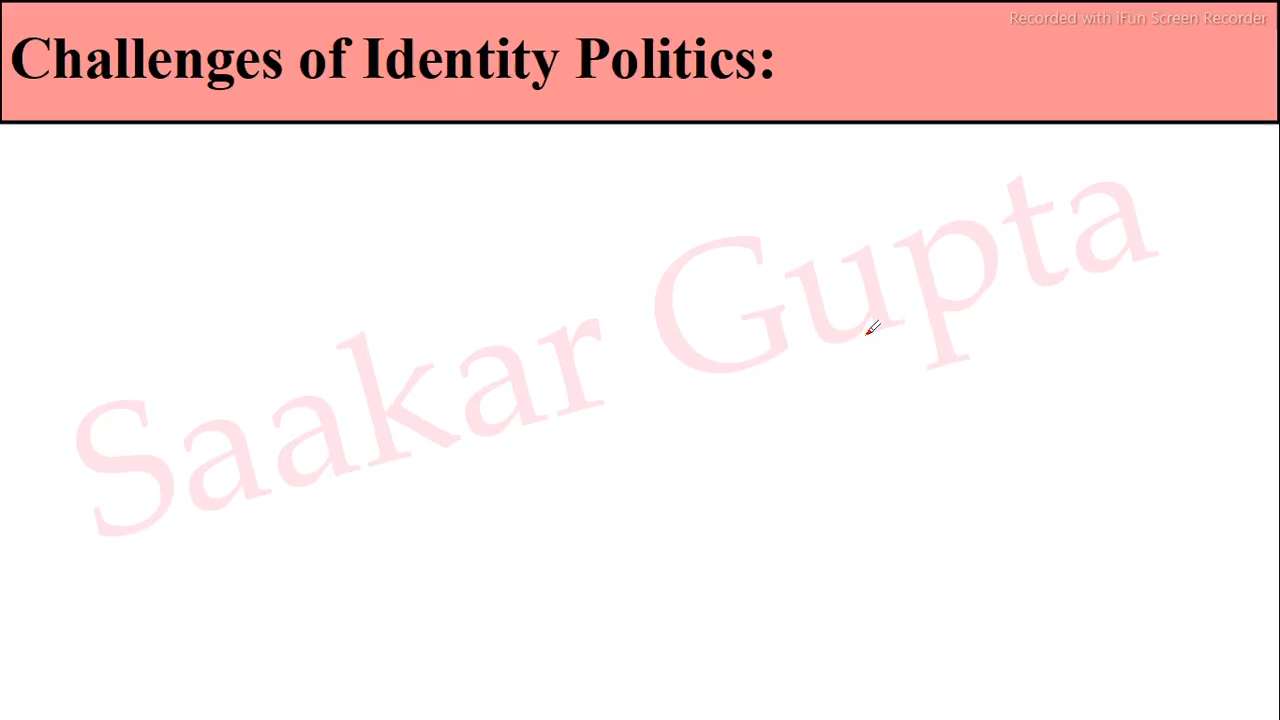 Recorded with iFun Screen Recorder
Challenges of Identity Politics:
Saakar Gupta